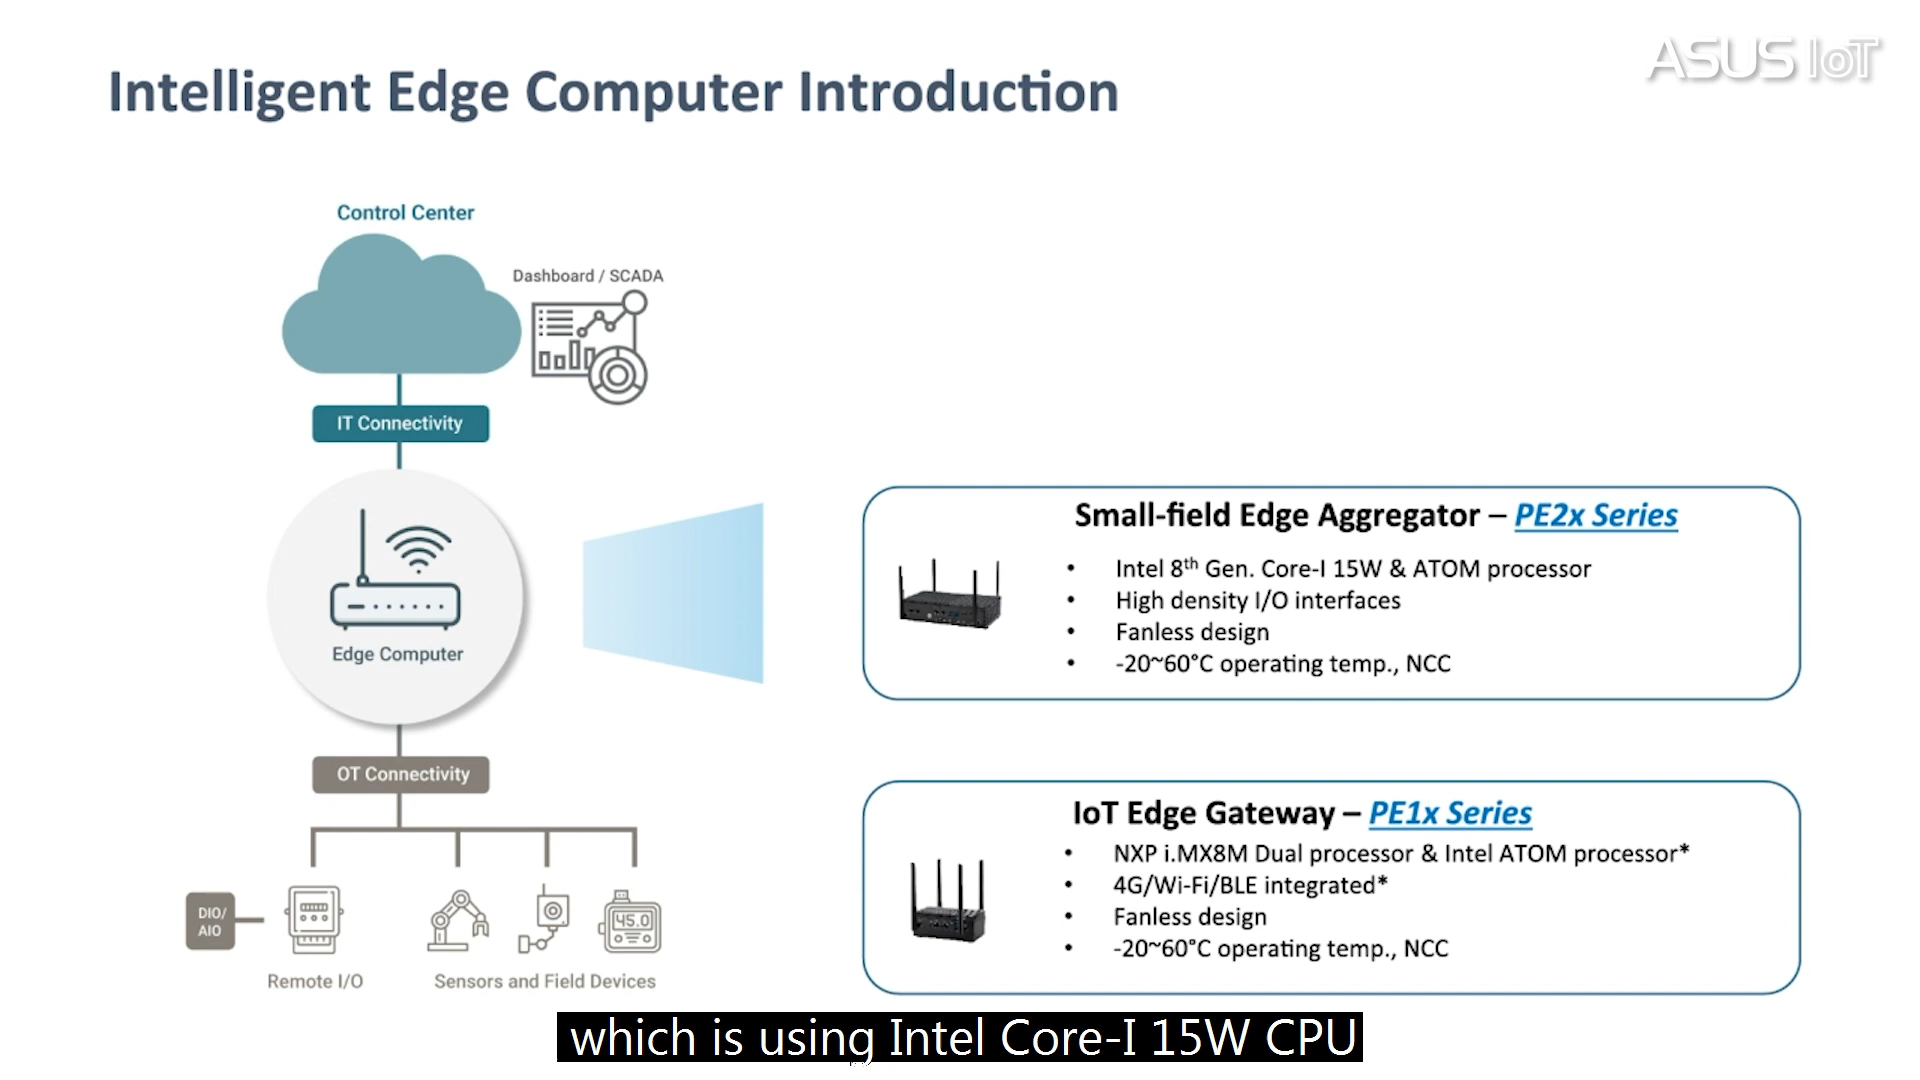 ASUS IoT
Intelligent Edge Computer Introduction
Control Center
Dashboard / SCADA
IT Connectivity
Edge Computer
OT Connectivity
DIO/
AIO
45.0
Remote I/O
Sensors and Field Devices
Small-field Edge Aggregator – PE2x Series
• Intel 8th Gen. Core-I 15W & ATOM processor
• High density I/O interfaces
• Fanless design
• -20~60°C operating temp., NCC
IoT Edge Gateway – PE1x Series
• NXP i.MX8M Dual processor & Intel ATOM processor*
• 4G/Wi-Fi/BLE integrated*
• Fanless design
• -20~60°C operating temp., NCC
which is using Intel Core-I 15W CPU